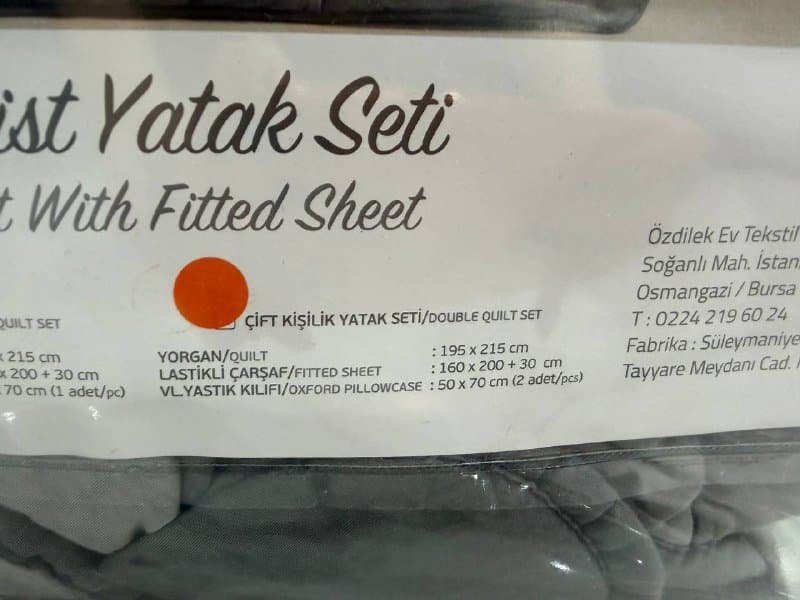 Yatak Seti
With Fitted Sheet
QUILT SET
x 215 cm
x 200 + 30 cm
70 cm (1 adet/pc)
ÇİFT KİŞİLİK YATAK SETİ/DOUBLE QUILT SET
YORGAN/QUILT : 195 x 215 cm
LASTİKLİ ÇARŞAF/FITTED SHEET : 160 x 200 + 30 cm
VL.YASTIK KILIFI/OXFORD PILLOWCASE : 50 x 70 cm (2 adet/pcs)
Özdilek Ev Tekstil
Soğanlı Mah. İstan
Osmangazi / Bursa
T : 0224 219 60 24
Fabrika : Süleymaniye
Tayyare Meydanı Cad.